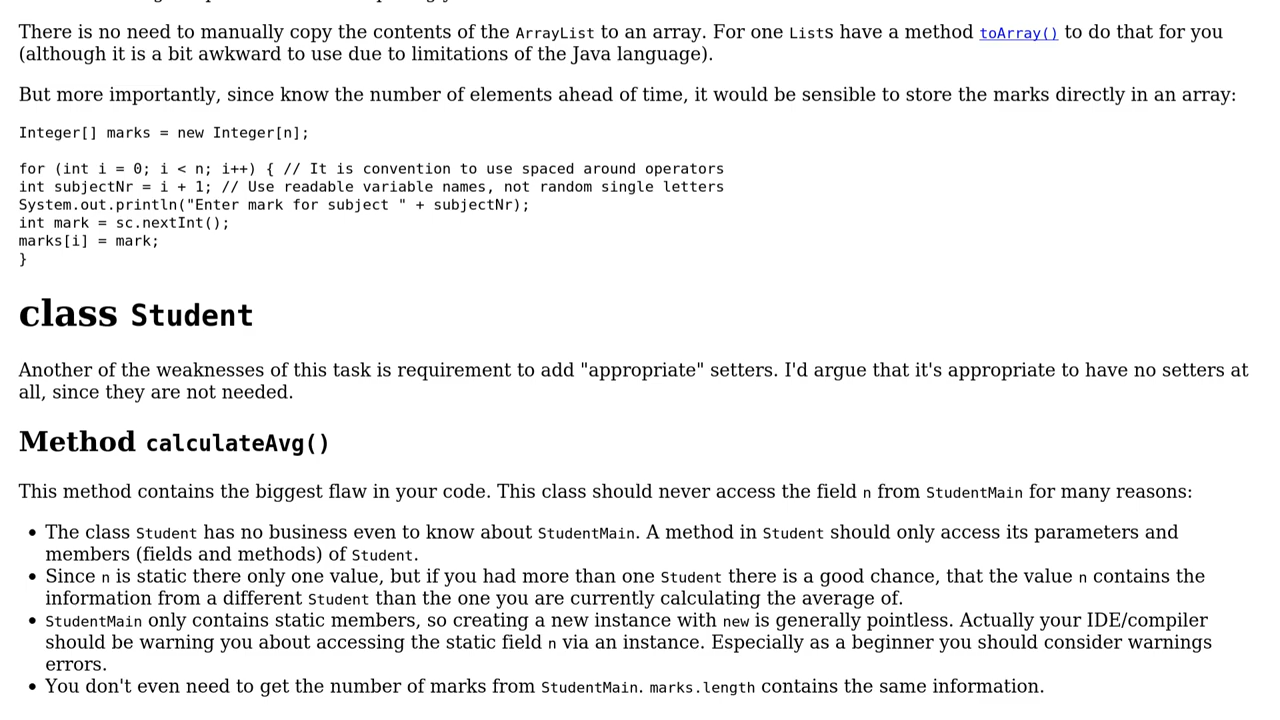 There is no need to manually copy the contents of the ArrayList to an array. For one Lists have a method toArray() to do that for you
(although it is a bit awkward to use due to limitations of the Java language).
But more importantly, since know the number of elements ahead of time, it would be sensible to store the marks directly in an array:
Integer[] marks = new Integer[n];
for (int i = 0; i < n; i++) { // It is convention to use spaced around operators
int subjectNr = i + 1; // Use readable variable names, not random single letters
System.out.println("Enter mark for subject " + subjectNr);
int mark = sc.nextInt();
marks[i] = mark;
}
class Student
Another of the weaknesses of this task is requirement to add "appropriate" setters. I'd argue that it's appropriate to have no setters at
all, since they are not needed.
Method calculateAvg()
This method contains the biggest flaw in your code. This class should never access the field n from StudentMain for many reasons:
• The class Student has no business even to know about StudentMain. A method in Student should only access its parameters and
members (fields and methods) of Student.
• Since n is static there only one value, but if you had more than one Student there is a good chance, that the value n contains the
information from a different Student than the one you are currently calculating the average of.
• StudentMain only contains static members, so creating a new instance with new is generally pointless. Actually your IDE/compiler
should be warning you about accessing the static field n via an instance. Especially as a beginner you should consider warnings
errors.
• You don't even need to get the number of marks from StudentMain. marks.length contains the same information.